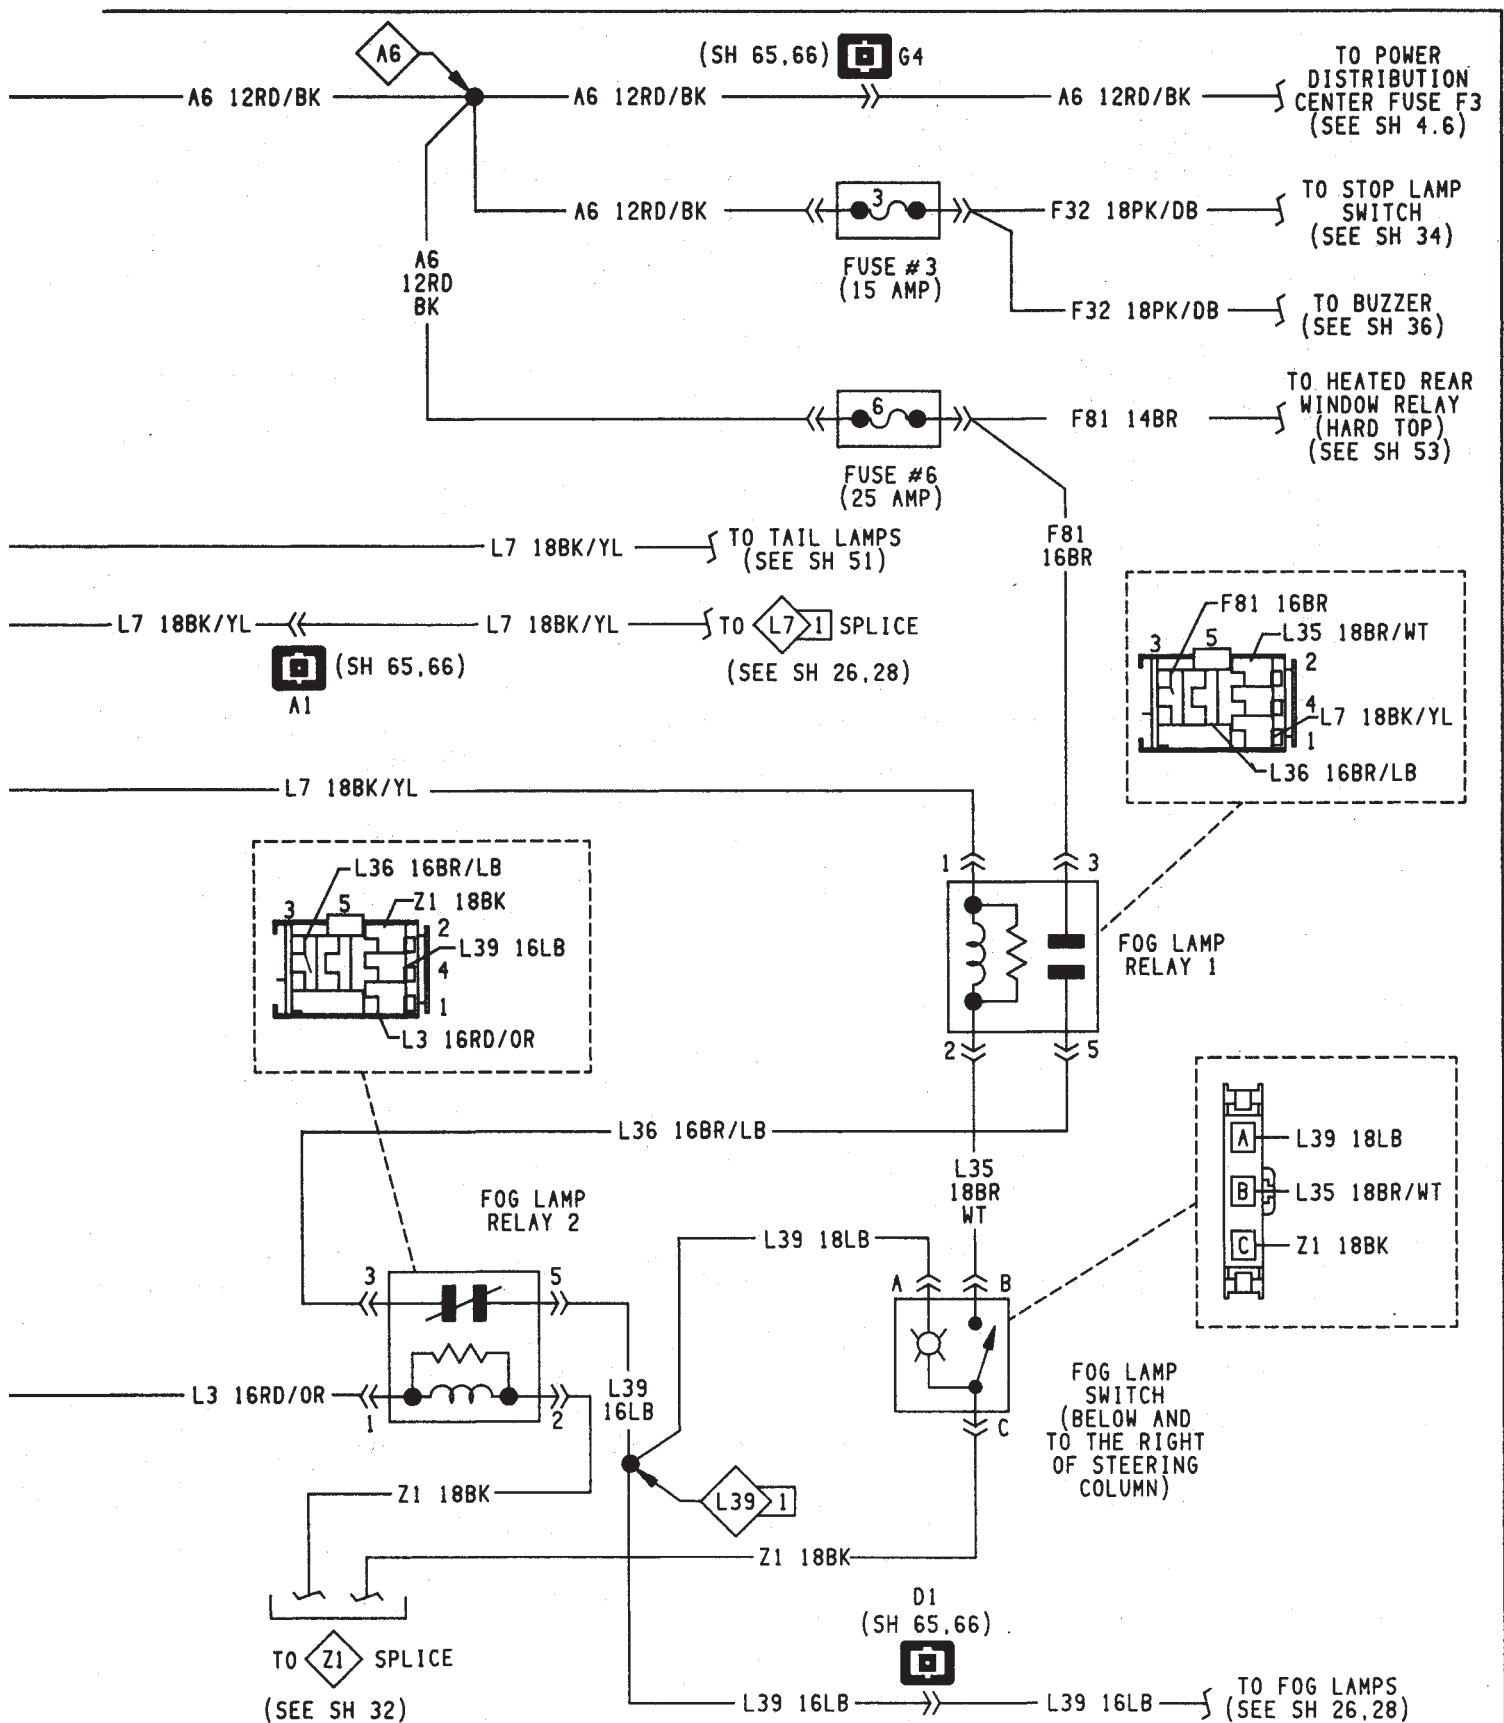 A6
(SH 65,66)
G4
TO POWER
DISTRIBUTION
CENTER FUSE F3
(SEE SH 4.6)
A6 12RD/BK
A6 12RD/BK
A6 12RD/BK
A6 12RD/BK
3
F32 18PK/DB
TO STOP LAMP
SWITCH
(SEE SH 34)
A6
12RD
BK
FUSE #3
(15 AMP)
F32 18PK/DB
TO BUZZER
(SEE SH 36)
6
F81 14BR
TO HEATED REAR
WINDOW RELAY
(HARD TOP)
(SEE SH 53)
FUSE #6
(25 AMP)
F81
16BR
L7 18BK/YL
TO TAIL LAMPS
(SEE SH 51)
L7 18BK/YL
L7 18BK/YL
TO L7 1 SPLICE
(SEE SH 26,28)
(SH 65,66)
A1
F81 16BR
L35 18BR/WT
3
5
2
4
L7 18BK/YL
1
L36 16BR/LB
L7 18BK/YL
L36 16BR/LB
Z1 18BK
3
5
2
L39 16LB
4
1
L3 16RD/OR
1
3
FOG LAMP
RELAY 1
2
5
L36 16BR/LB
A
L39 18LB
B
L35 18BR/WT
C
Z1 18BK
L35
18BR
WT
FOG LAMP
RELAY 2
L39 18LB
A
B
3
5
L3 16RD/OR
1
2
L39
16LB
C
FOG LAMP
SWITCH
(BELOW AND
TO THE RIGHT
OF STEERING
COLUMN)
Z1 18BK
L39 1
Z1 18BK
D1
(SH 65,66)
TO Z1 SPLICE
(SEE SH 32)
L39 16LB
L39 16LB
TO FOG LAMPS
(SEE SH 26,28)